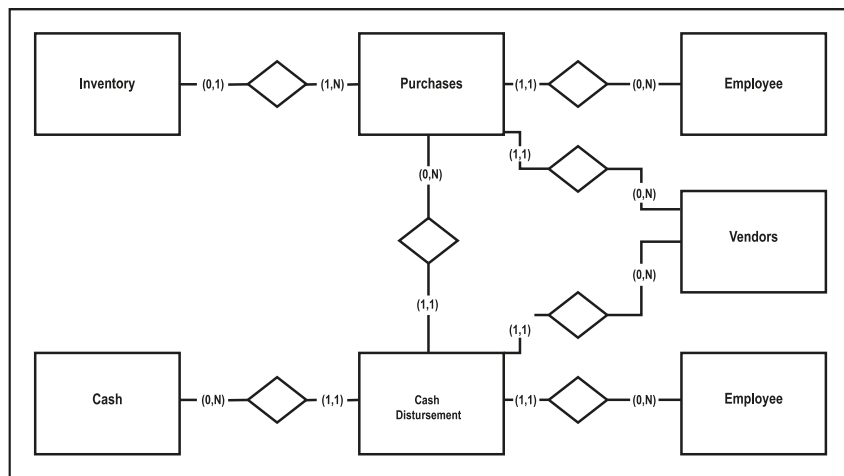 Inventory
(0,1)
(1,N)
Purchases
(1,1)
(0,N)
Employee
(1,1)
(0,N)
(0,N)
Vendors
(0,N)
(1,1)
(1,1)
Cash
(0,N)
(1,1)
Cash
Distursement
(1,1)
(0,N)
Employee